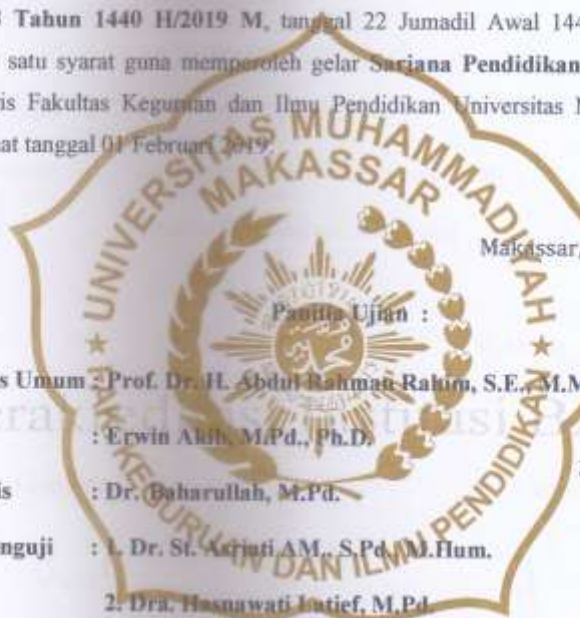 Tahun 1440 H/2019 M, tanggal 22 Jumadil Awal 144
satu syarat guna memperoleh gelar Sarjana Pendidikan
is Fakultas Keguruan dan Ilmu Pendidikan Universitas M
at tanggal 01 Februari 2019.
UNIVERSITAS MUHAMMADIYAH
MAKASSAR
FAK. KEGURUAN DAN ILMU PENDIDIKAN
Makassar,
Panitia Ujian :
s Umum : Prof. Dr. H. Abdul Rahman Rahim, S.E., M.M
: Erwin Akib, M.Pd., Ph.D.
is : Dr. Baharullah, M.Pd.
nguji : 1. Dr. St. Asriati AM., S.Pd., M.Hum.
2. Dra. Hasnawati Latief, M.Pd.